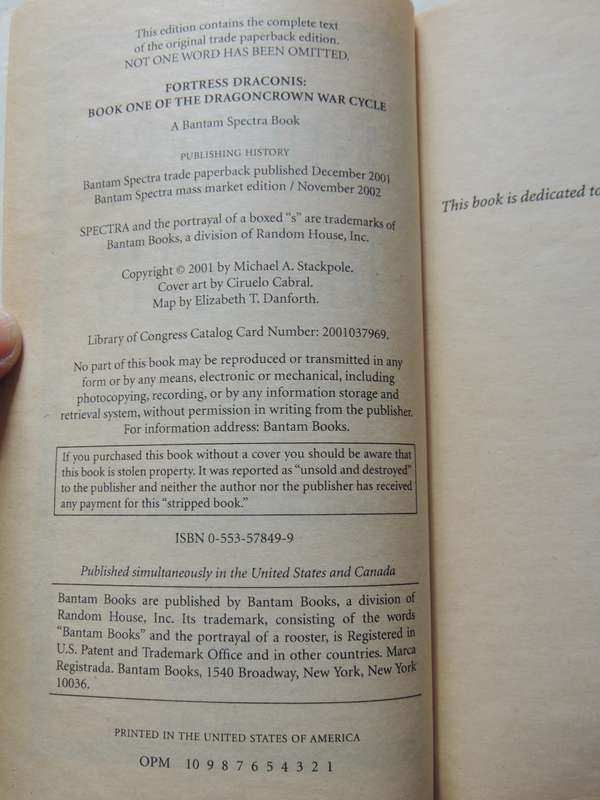 This edition contains the complete text
of the original trade paperback edition.
NOT ONE WORD HAS BEEN OMITTED.
FORTRESS DRACONIS:
BOOK ONE OF THE DRAGONCROWN WAR CYCLE
A Bantam Spectra Book
PUBLISHING HISTORY
Bantam Spectra trade paperback published December 2001
Bantam Spectra mass market edition / November 2002
SPECTRA and the portrayal of a boxed "s" are trademarks of
Bantam Books, a division of Random House, Inc.
Copyright © 2001 by Michael A. Stackpole.
Cover art by Ciruelo Cabral.
Map by Elizabeth T. Danforth.
Library of Congress Catalog Card Number: 2001037969.
No part of this book may be reproduced or transmitted in any
form or by any means, electronic or mechanical, including
photocopying, recording, or by any information storage and
retrieval system, without permission in writing from the publisher.
For information address: Bantam Books.
If you purchased this book without a cover you should be aware that
this book is stolen property. It was reported as "unsold and destroyed"
to the publisher and neither the author nor the publisher has received
any payment for this "stripped book."
ISBN 0-553-57849-9
Published simultaneously in the United States and Canada
Bantam Books are published by Bantam Books, a division of
Random House, Inc. Its trademark, consisting of the words
"Bantam Books" and the portrayal of a rooster, is Registered in
U.S. Patent and Trademark Office and in other countries. Marca
Registrada. Bantam Books, 1540 Broadway, New York, New York
10036.
PRINTED IN THE UNITED STATES OF AMERICA
OPM 10 9 8 7 6 5 4 3 2 1
This book is dedicated to